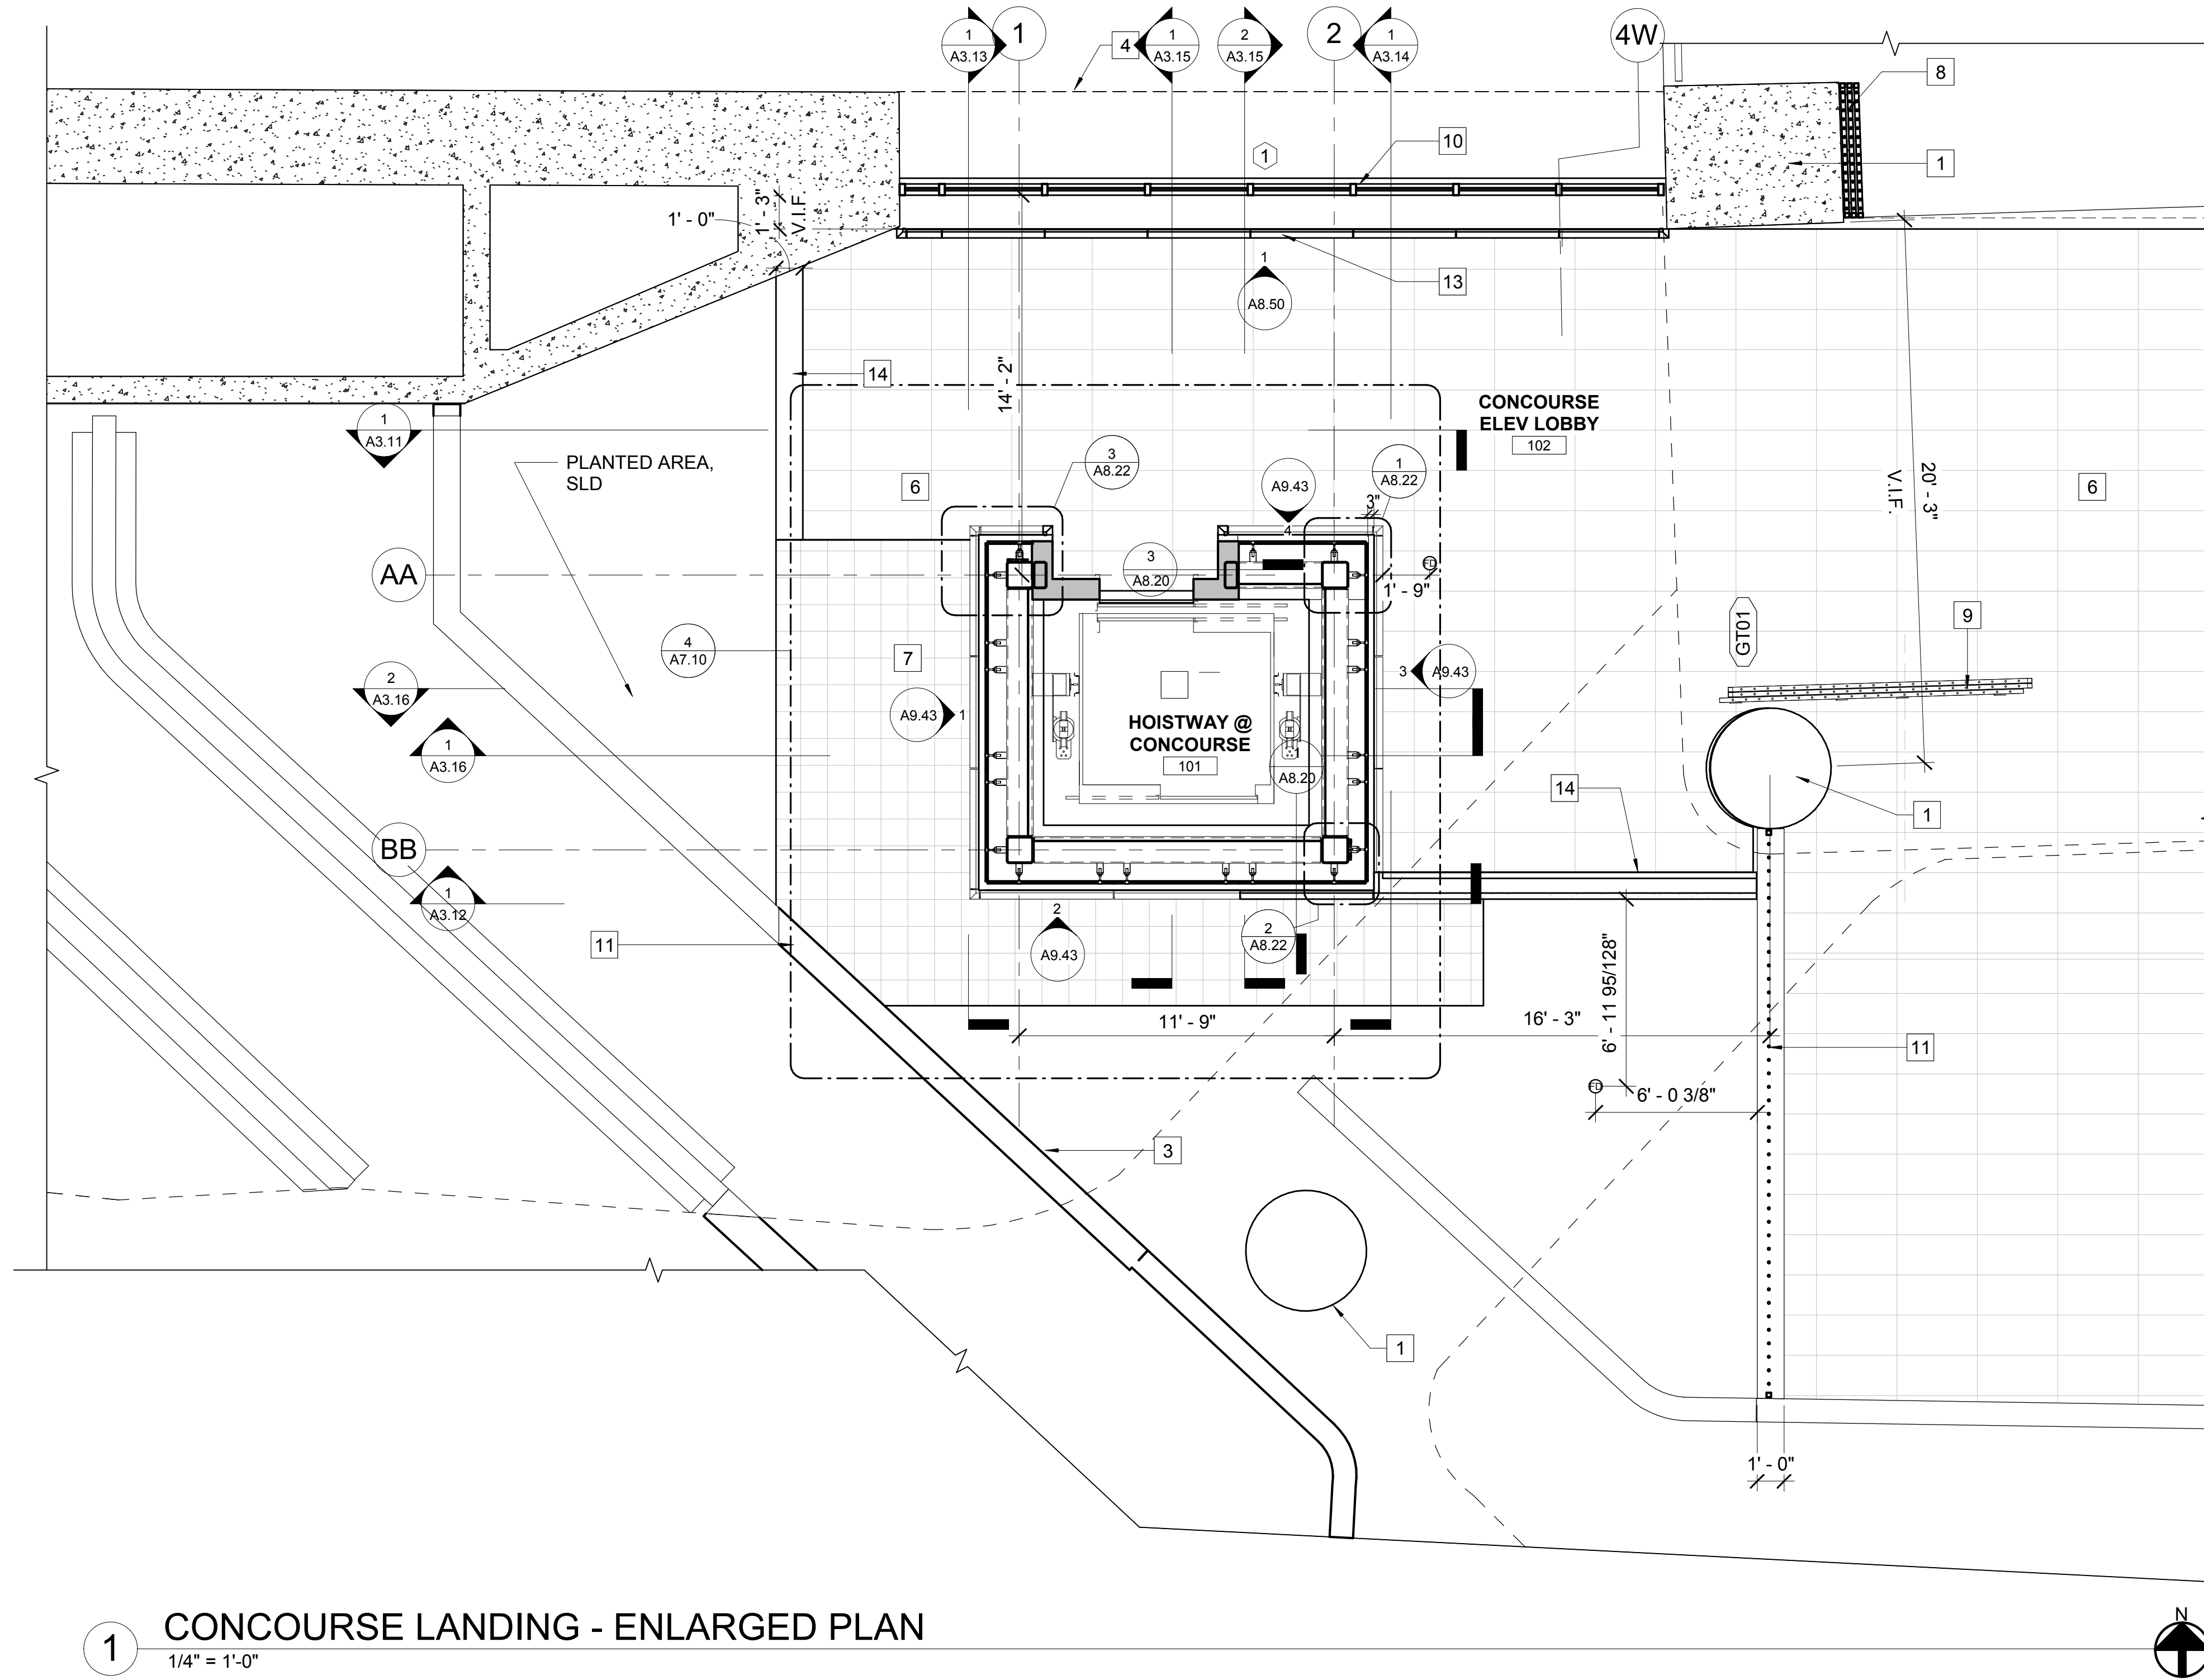 1
A3.13
1
4
1
A3.15
2
A3.15
2
1
A3.14
4W
8
1
10
1
1' - 3"
V.I.F.
1' - 0"
13
1
A8.50
14
14' - 2"
CONCOURSE
ELEV LOBBY
102
1
A3.11
PLANTED AREA,
SLD
3
A8.22
1
A8.22
6
A9.43
4
3"
20' - 3"
V.I.F.
6
AA
3
A8.20
FD
1' - 9"
GT01
9
4
A7.10
7
2
A3.16
A9.43
1
3
A9.43
HOISTWAY @
CONCOURSE
101
1
A8.20
1
A3.16
14
1
BB
1
A3.12
11
2
A9.43
2
A8.22
6' - 11 95/128"
11' - 9"
16' - 3"
11
FD
6' - 0 3/8"
3
1
1' - 0"
1
CONCOURSE LANDING - ENLARGED PLAN
1/4" = 1'-0"
N